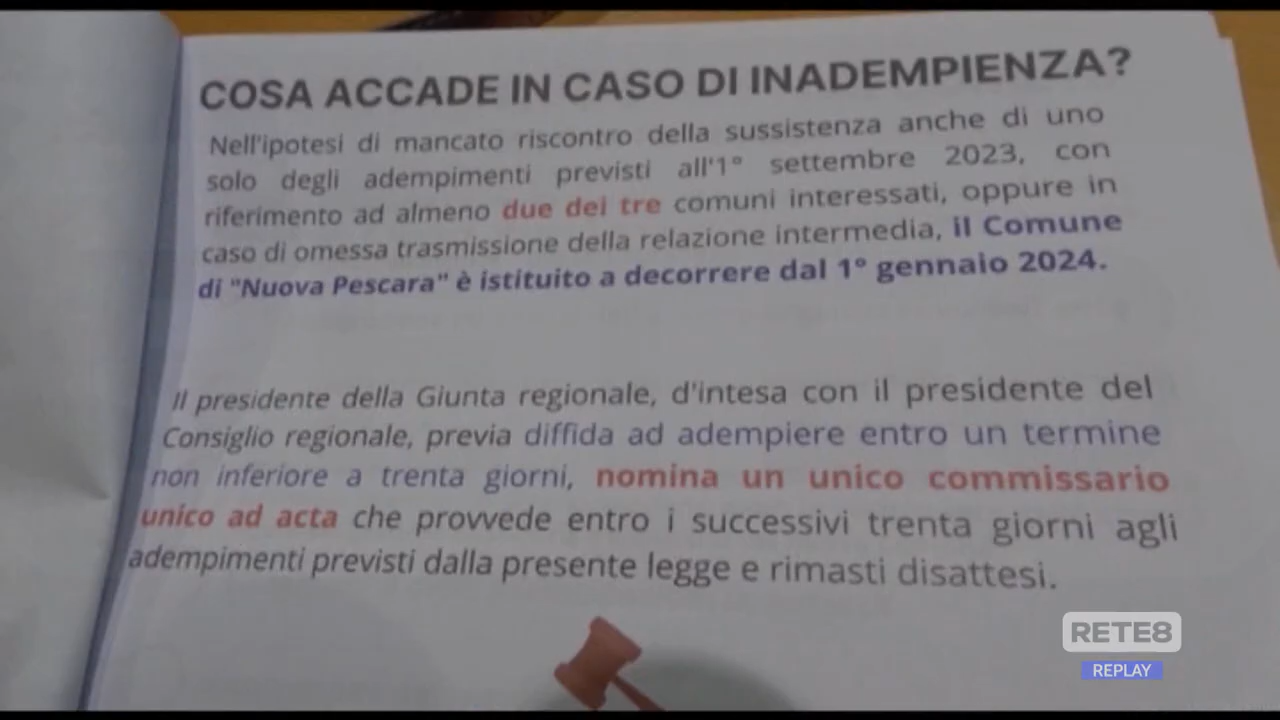 COSA ACCADE IN CASO DI INADEMPIENZA?
Nell'ipotesi di mancato riscontro della sussistenza anche di uno
solo degli adempimenti previsti all'1° settembre 2023, con
riferimento ad almeno due dei tre comuni interessati, oppure in
caso di omessa trasmissione della relazione intermedia, il Comune
di "Nuova Pescara" è istituito a decorrere dal 1° gennaio 2024.
Il presidente della Giunta regionale, d'intesa con il presidente del
Consiglio regionale, previa diffida ad adempiere entro un termine
non inferiore a trenta giorni, nomina un unico commissario
unico ad acta che provvede entro i successivi trenta giorni agli
adempimenti previsti dalla presente legge e rimasti disattesi.
RETE8
REPLAY